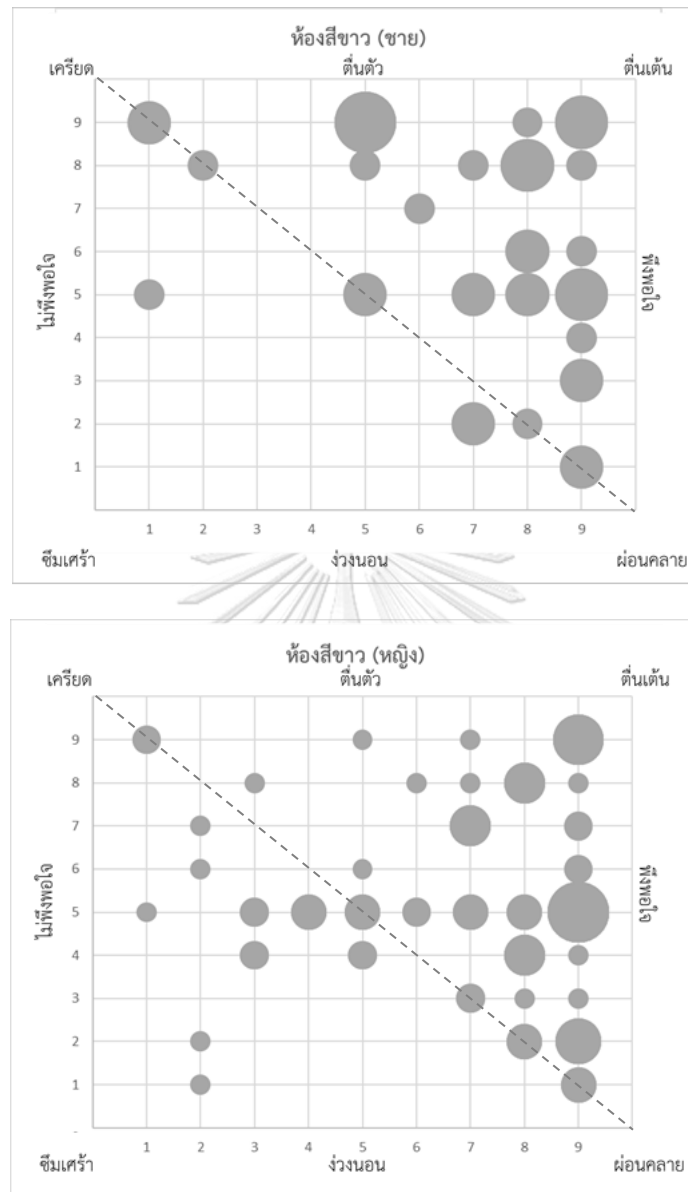 ห้องสีขาว (ชาย)
เครียด ตื่นตัว ตื่นเต้น
9
8
7
6
5
4
3
2
1
ไม่พึงพอใจ
พึงพอใจ
1 2 3 4 5 6 7 8 9
ซึมเศร้า ง่วงนอน ผ่อนคลาย
ห้องสีขาว (หญิง)
เครียด ตื่นตัว ตื่นเต้น
9
8
7
6
5
4
3
2
1
-
ไม่พึงพอใจ
พึงพอใจ
1 2 3 4 5 6 7 8 9
ซึมเศร้า ง่วงนอน ผ่อนคลาย